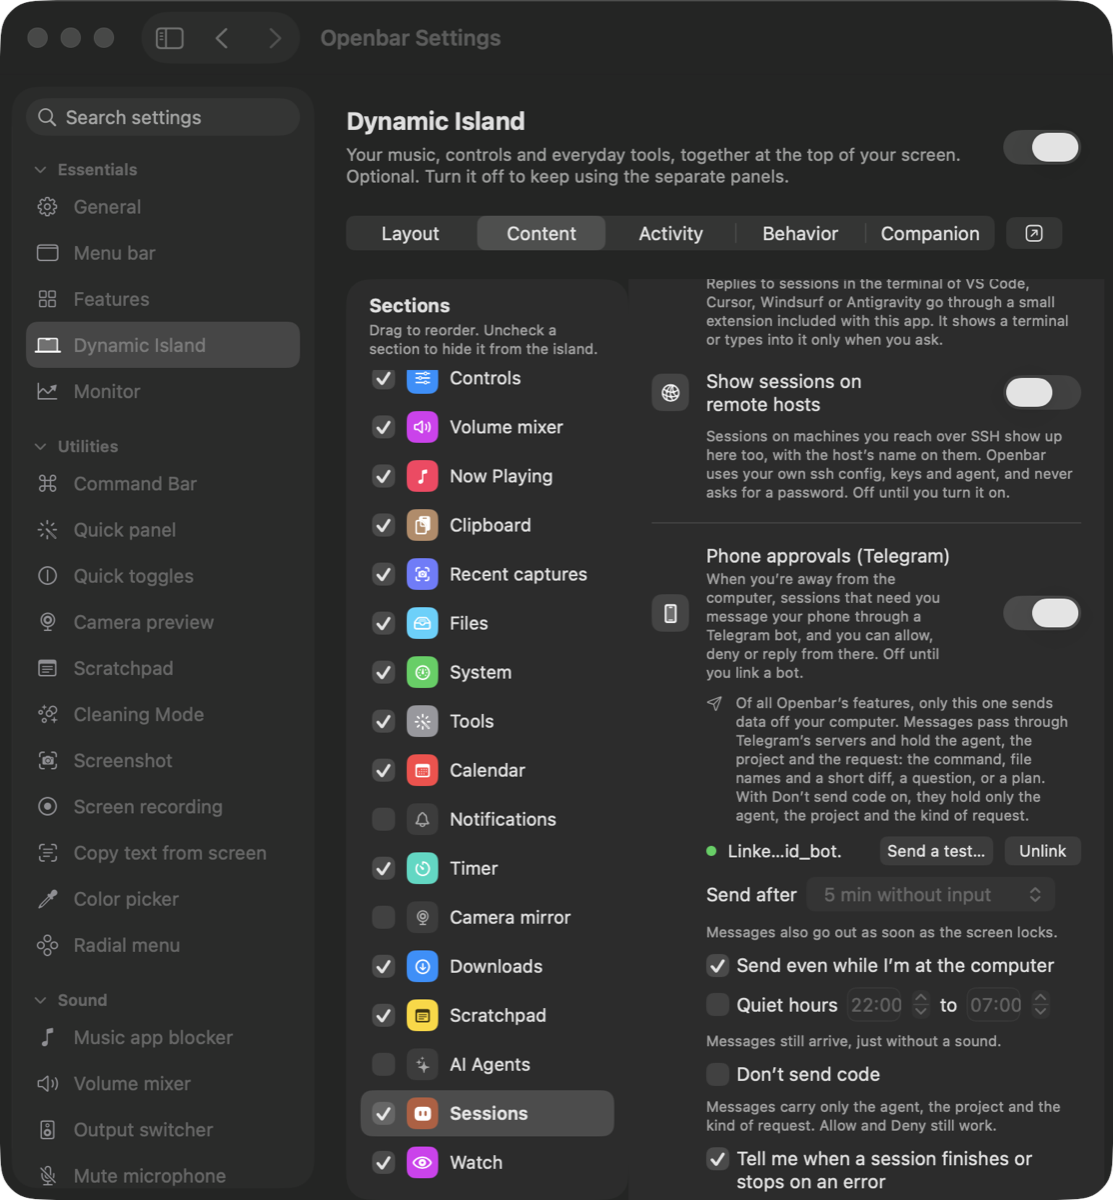 Openbar Settings
Search settings
Essentials
General
Menu bar
Features
Dynamic Island
Monitor
Utilities
Command Bar
Quick panel
Quick toggles
Camera preview
Scratchpad
Cleaning Mode
Screenshot
Screen recording
Copy text from screen
Color picker
Radial menu
Sound
Music app blocker
Volume mixer
Output switcher
Mute microphone
Dynamic Island
Your music, controls and everyday tools, together at the top of your screen.
Optional. Turn it off to keep using the separate panels.
Layout
Content
Activity
Behavior
Companion
Sections
Drag to reorder. Uncheck a
section to hide it from the island.
Controls
Volume mixer
Now Playing
Clipboard
Recent captures
Files
System
Tools
Calendar
Notifications
Timer
Camera mirror
Downloads
Scratchpad
AI Agents
Sessions
Watch
Replies to sessions in the terminal of VS Code,
Cursor, Windsurf or Antigravity go through a small
extension included with this app. It shows a terminal
or types into it only when you ask.
Show sessions on
remote hosts
Sessions on machines you reach over SSH show up
here too, with the host's name on them. Openbar
uses your own ssh config, keys and agent, and never
asks for a password. Off until you turn it on.
Phone approvals (Telegram)
When you're away from the
computer, sessions that need you
message your phone through a
Telegram bot, and you can allow,
deny or reply from there. Off until
you link a bot.
Of all Openbar's features, only this one sends
data off your computer. Messages pass through
Telegram's servers and hold the agent, the
project and the request: the command, file
names and a short diff, a question, or a plan.
With Don't send code on, they hold only the
agent, the project and the kind of request.
Linke...id_bot.
Send a test...
Unlink
Send after
5 min without input
Messages also go out as soon as the screen locks.
Send even while I'm at the computer
Quiet hours 22:00 to 07:00
Messages still arrive, just without a sound.
Don't send code
Messages carry only the agent, the project and the
kind of request. Allow and Deny still work.
Tell me when a session finishes or
stops on an error